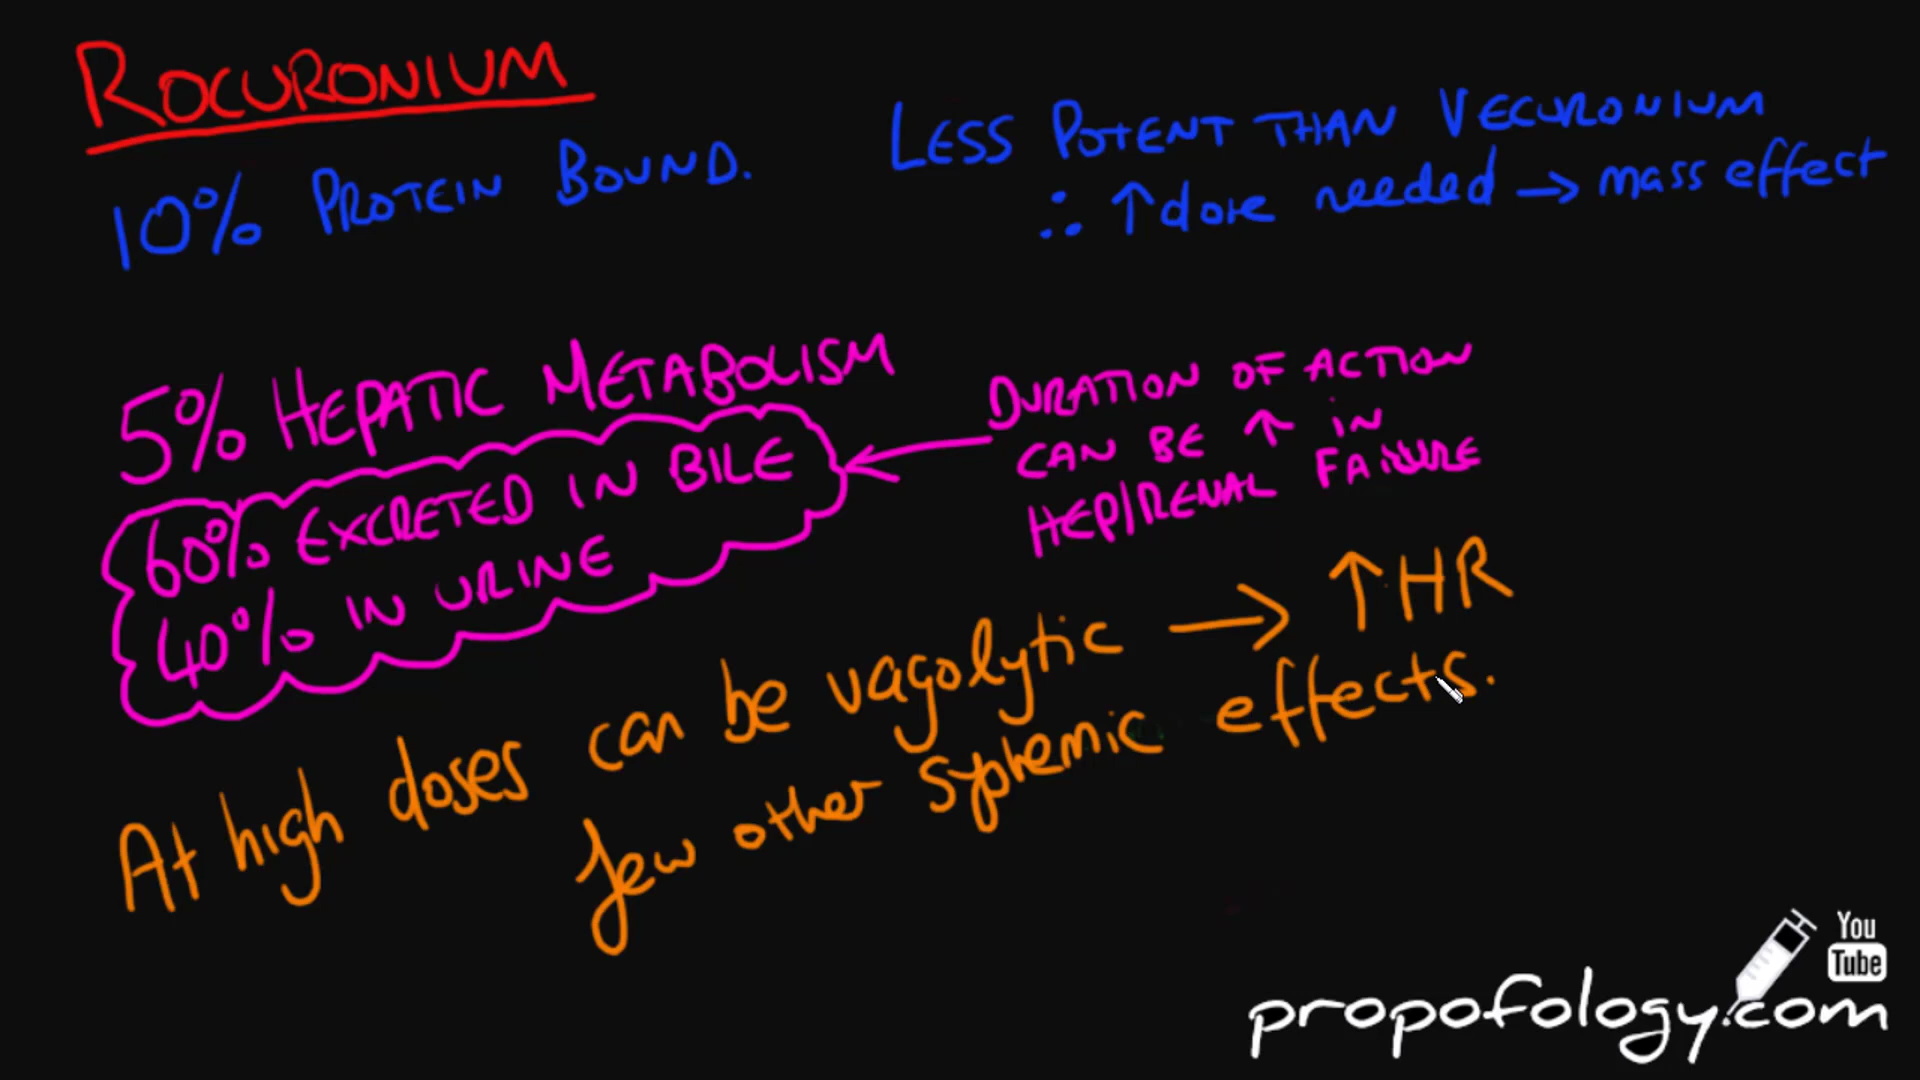 ROCURONIUM
10% PROTEIN BOUND.
LESS POTENT THAN VECURONIUM
∴ ↑dose needed → mass effect
5% HEPATIC METABOLISM
60% EXCRETED IN BILE
40% IN URINE
DURATION OF ACTION
CAN BE ↑ IN
HEP/RENAL FAILURE
At high doses can be vagolytic → ↑HR
few other systemic effects.
You
Tube
propofology.com